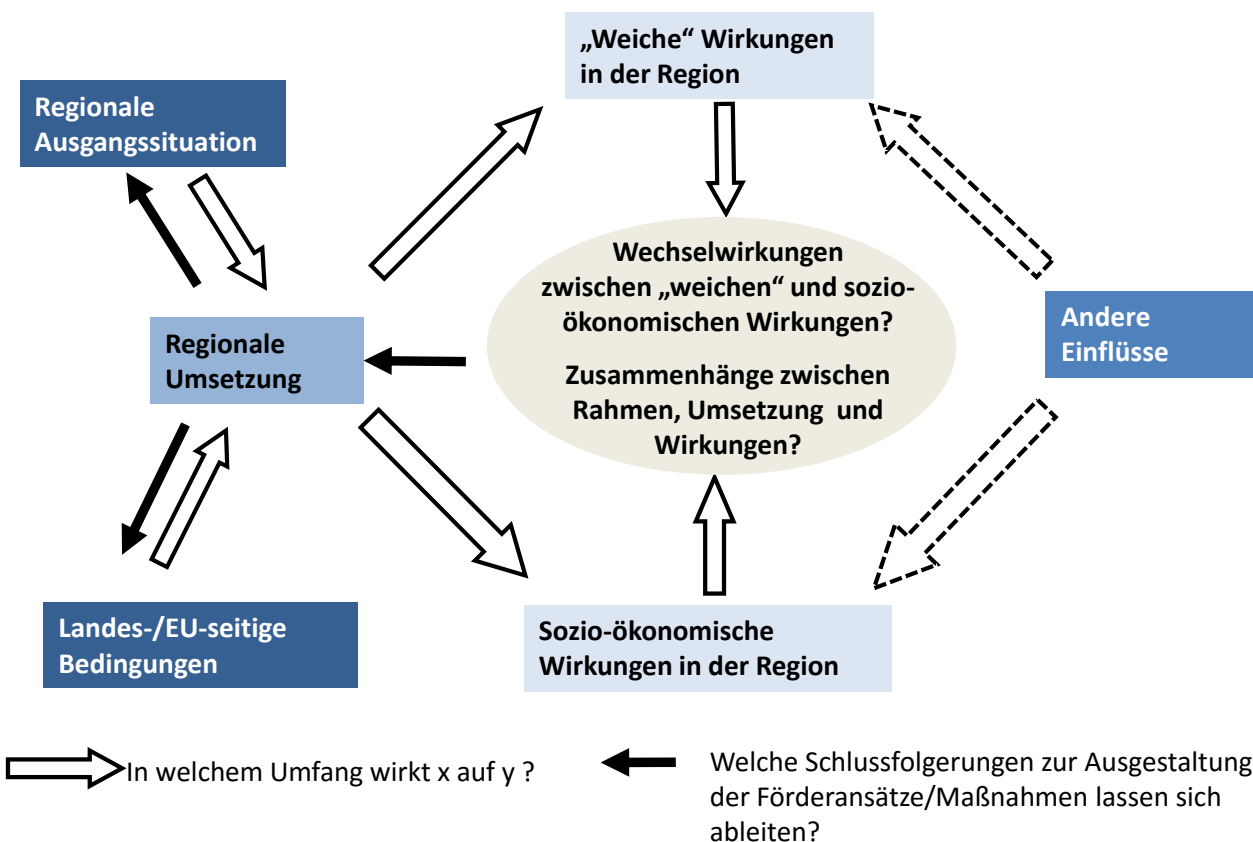 „Weiche“ Wirkungen
in der Region
Regionale
Ausgangssituation
Wechselwirkungen
zwischen „weichen“ und sozio-
ökonomischen Wirkungen?
Zusammenhänge zwischen
Rahmen, Umsetzung und
Wirkungen?
Andere
Einflüsse
Regionale
Umsetzung
Landes-/EU-seitige
Bedingungen
Sozio-ökonomische
Wirkungen in der Region
In welchem Umfang wirkt x auf y ?
Welche Schlussfolgerungen zur Ausgestaltung
der Förderansätze/Maßnahmen lassen sich
ableiten?